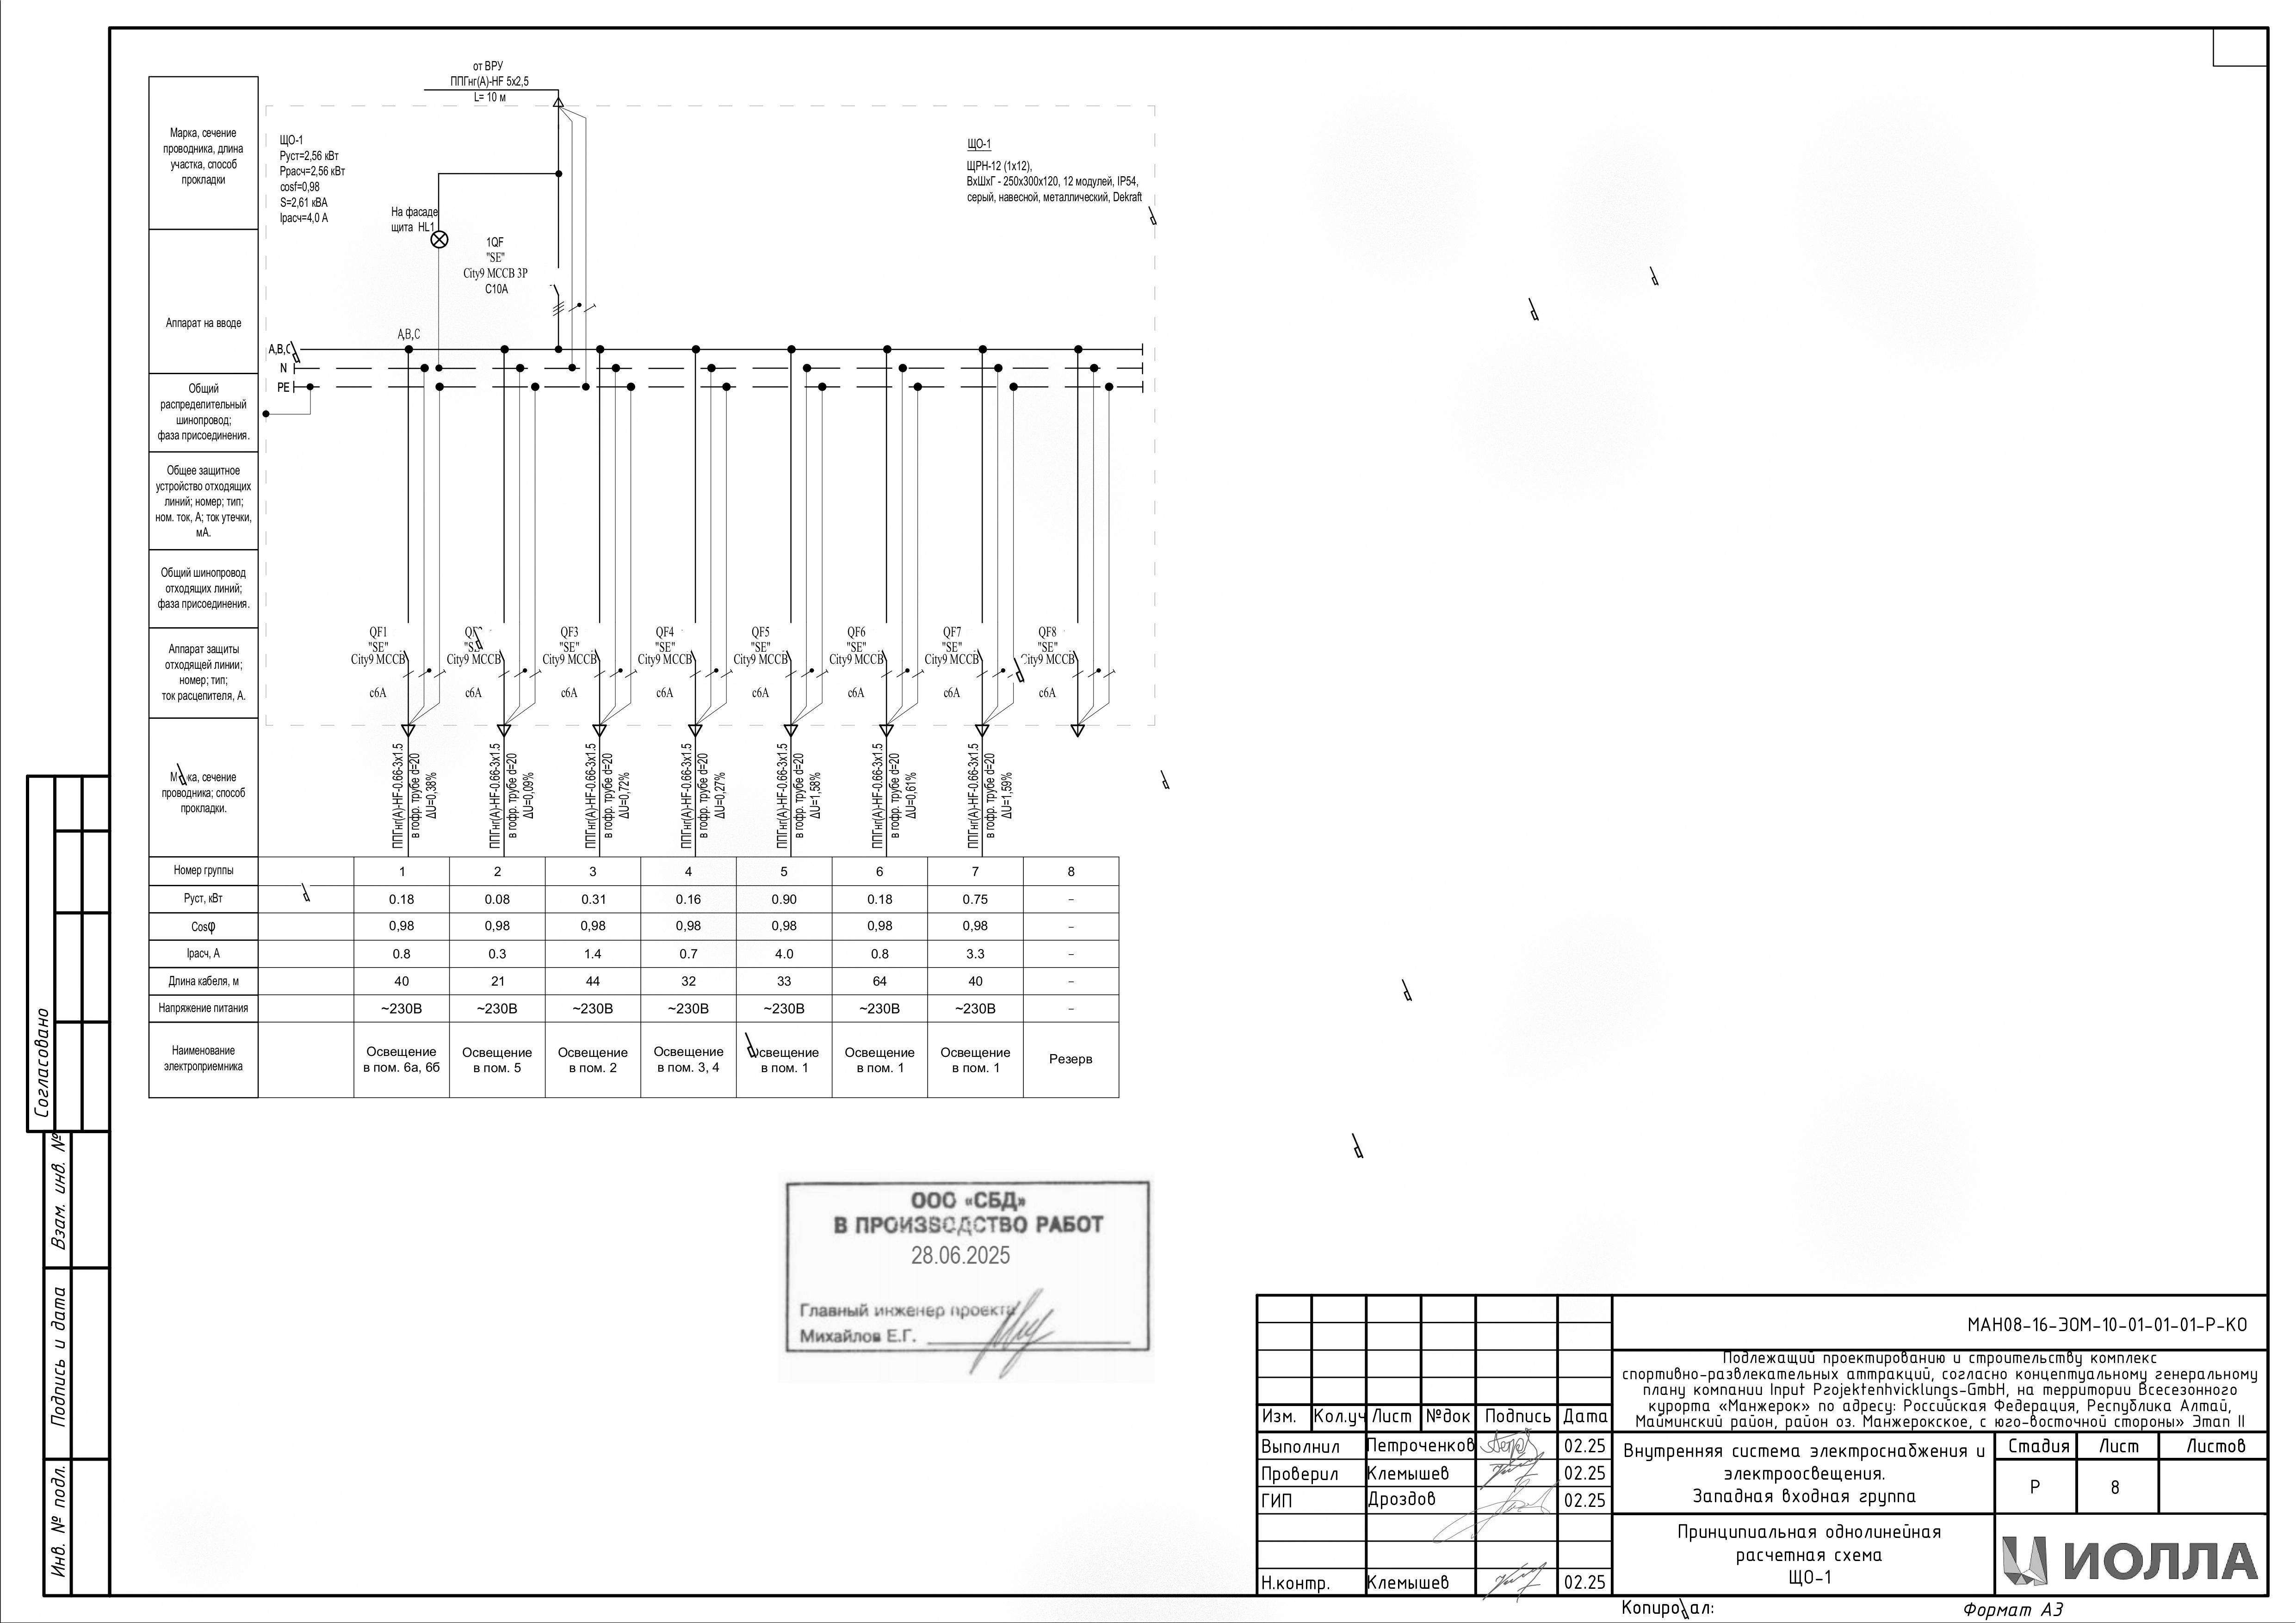 от ВРУ
ППГнг(А)-HF 5х2,5
L= 10 м
Марка, сечение
проводника, длина
участка, способ
прокладки
ЩО-1
Руст=2,56 кВт
Ррасч=2,56 кВт
cosf=0,98
S=2,61 кВА
Iрасч=4,0 А
ЩО-1
ЩРН-12 (1х12),
ВхШхГ - 250х300х120, 12 модулей, IP54,
серый, навесной, металлический, Dekraft
На фасаде
щита HL1
1QF
"SE"
City9 MCCB 3P
C10A
Аппарат на вводе
A,B,C
A,B,C
N
PE
Общий
распределительный
шинопровод;
фаза присоединения.
Общее защитное
устройство отходящих
линий; номер; тип;
ном. ток, А; ток утечки,
мА.
Общий шинопровод
отходящих линий;
фаза присоединения.
Аппарат защиты
отходящей линии;
номер; тип;
ток расцепителя, А.
QF1
"SE"
City9 MCCB
c6A
"SE"
City9 MCCB
c6A
QF3
"SE"
City9 MCCB
c6A
QF4
"SE"
City9 MCCB
c6A
QF5
"SE"
City9 MCCB
c6A
QF6
"SE"
City9 MCCB
c6A
QF7
"SE"
City9 MCCB
c6A
QF8
"SE"
City9 MCCB
c6A
сечение
проводника; способ
прокладки.
ППГнг(А)-HF-0.66-3х1.5
в гофр. трубе d=20
ΔU=0,38%
ППГнг(А)-HF-0.66-3х1.5
в гофр. трубе d=20
ΔU=0,09%
ППГнг(А)-HF-0.66-3х1.5
в гофр. трубе d=20
ΔU=0,72%
ППГнг(А)-HF-0.66-3х1.5
в гофр. трубе d=20
ΔU=0,27%
ППГнг(А)-HF-0.66-3х1.5
в гофр. трубе d=20
ΔU=1,58%
ППГнг(А)-HF-0.66-3х1.5
в гофр. трубе d=20
ΔU=0,61%
ППГнг(А)-HF-0.66-3х1.5
в гофр. трубе d=20
ΔU=1,59%
Номер группы 1 2 3 4 5 6 7 8
Руст, кВт 0.18 0.08 0.31 0.16 0.90 0.18 0.75 –
Cosφ 0,98 0,98 0,98 0,98 0,98 0,98 0,98 –
Iрасч, А 0.8 0.3 1.4 0.7 4.0 0.8 3.3 –
Длина кабеля, м 40 21 44 32 33 64 40 –
Напряжение питания ~230В ~230В ~230В ~230В ~230В ~230В ~230В –
Наименование
электроприемника
Освещение
в пом. 6а, 6б
Освещение
в пом. 5
Освещение
в пом. 2
Освещение
в пом. 3, 4
Освещение
в пом. 1
Освещение
в пом. 1
Освещение
в пом. 1
Резерв
Согласовано
Взам. инв. №
Подпись и дата
Инв. № подл.
ООО «СБД»
В ПРОИЗВОДСТВО РАБОТ
28.06.2025
Главный инженер проекта
Михайлов Е.Г.
МАН08-16-ЭОМ-10-01-01-01-Р-КО
Подлежащий проектированию и строительству комплекс
спортивно-развлекательных аттракций, согласно концептуальному генеральному
плану компании Input Projektenhvicklungs-GmbH, на территории Всесезонного
курорта «Манжерок» по адресу: Российская Федерация, Республика Алтай,
Майминский район, район оз. Манжерокское, с юго-восточной стороны» Этап II
Изм. Кол.уч Лист №док Подпись Дата
Выполнил Петроченков 02.25
Проверил Клемышев 02.25
ГИП Дроздов 02.25
Н.контр. Клемышев 02.25
Внутренняя система электроснабжения и
электроосвещения.
Западная входная группа
Стадия Лист Листов
Р 8
Принципиальная однолинейная
расчетная схема
ЩО-1
ИОЛЛА
Копировал:
Формат А3